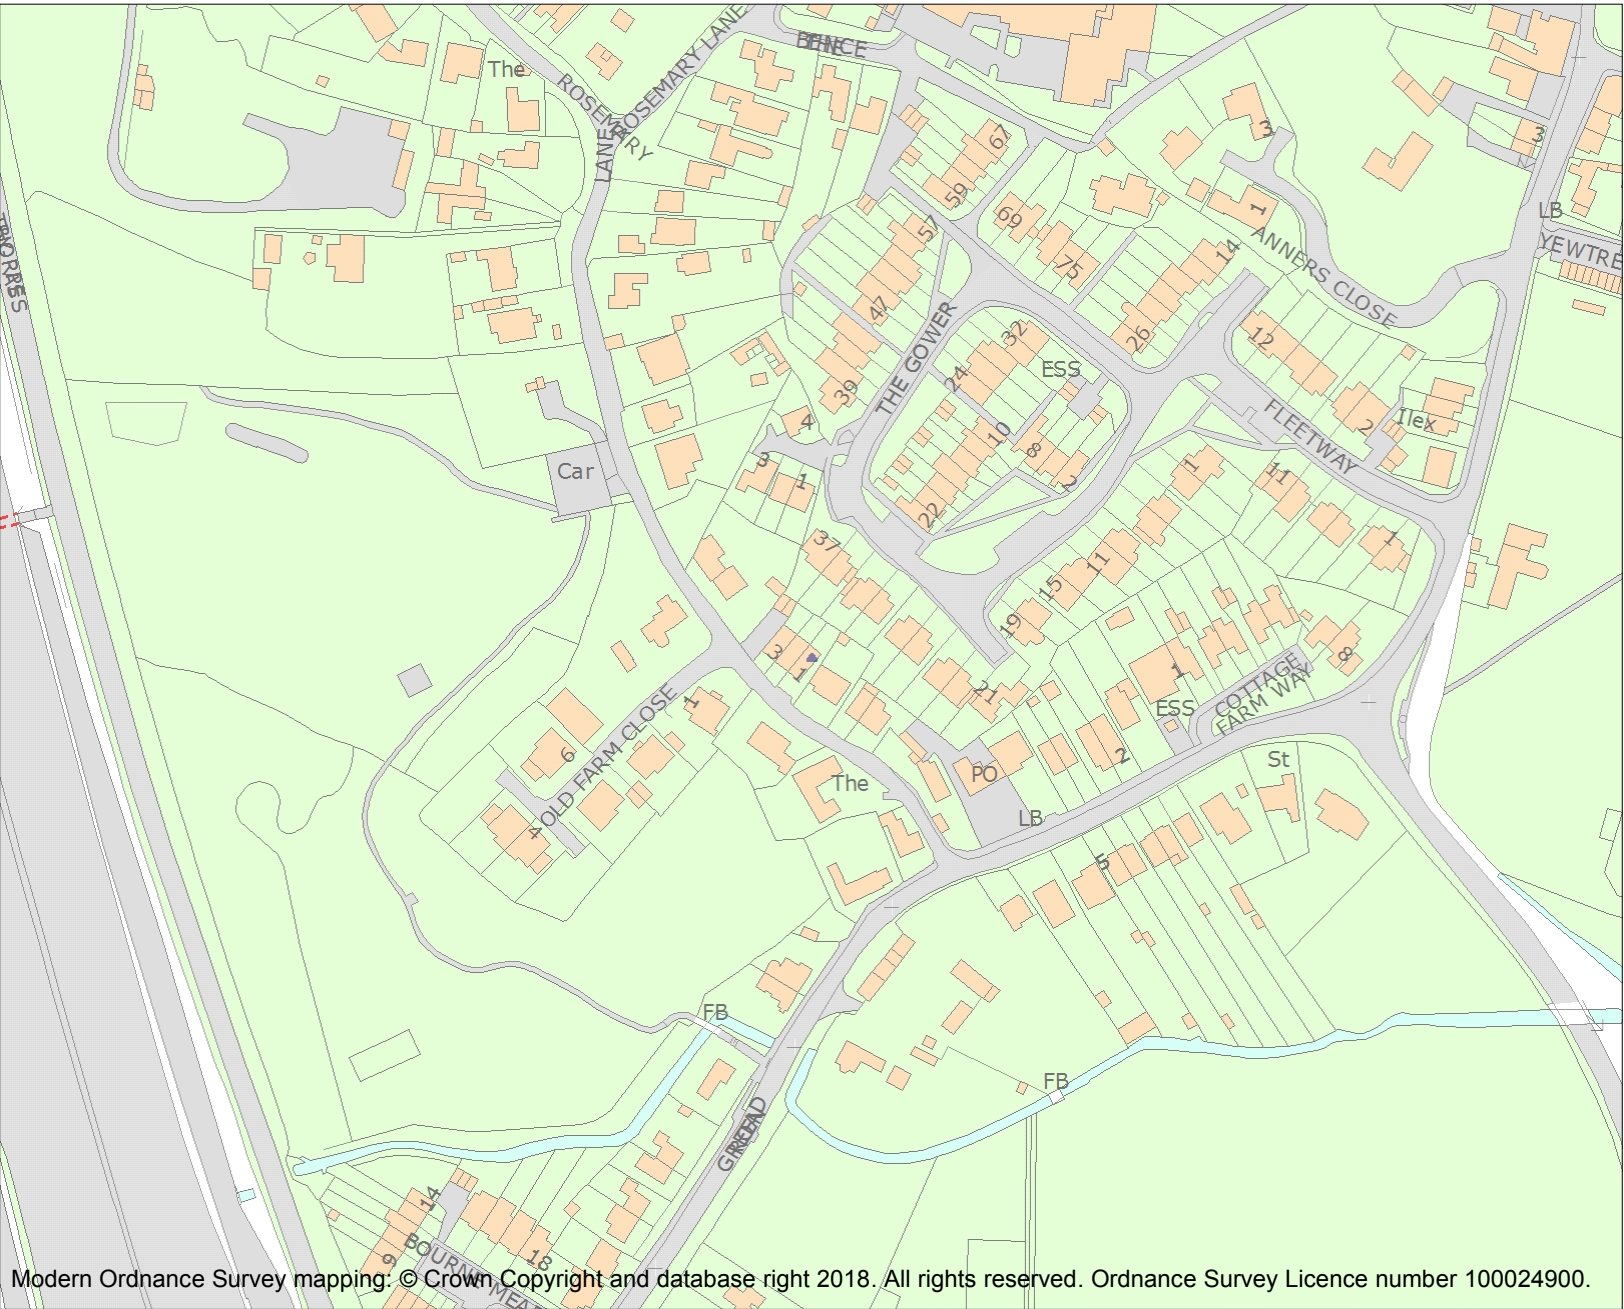 The
ROSEMARY
ROSEMARY LANE
LANE
67
59
57
69
75
47
39
THE GOWER
3
1
ANNERS CLOSE
14
26
32
24
ESS
12
2
Ilex
FLEETWAY
3
LB
YEWTRE
Car
4
3
1
10
8
2
22
1
11
15
19
11
1
37
3
1
21
OLD FARM CLOSE
1
6
4
The
PO
LB
2
ESS
1
COTTAGE
FARM WAY
8
St
5
FB
FB
GREEN
ROAD
14
9
18
BOURNE MEAD
Modern Ordnance Survey mapping: © Crown Copyright and database right 2018. All rights reserved. Ordnance Survey Licence number 100024900.